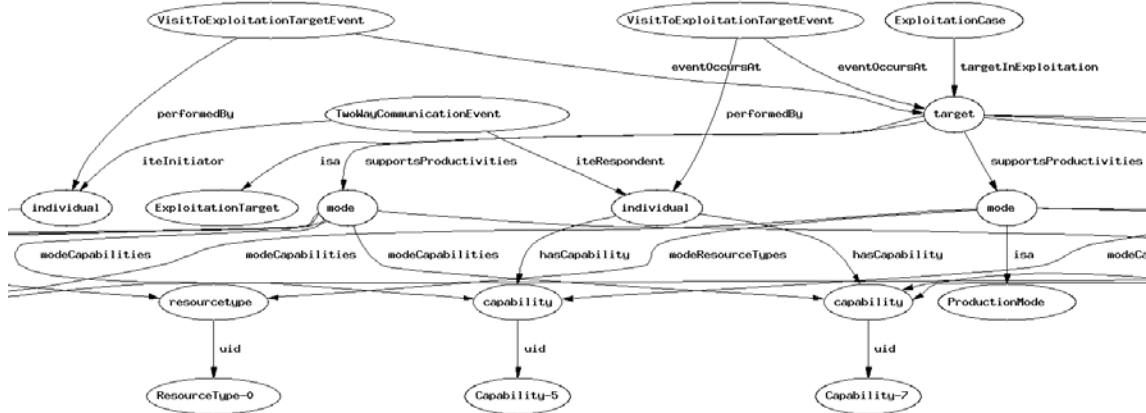 VisitToExploitationTargetEvent VisitToExploitationTargetEvent ExploitationCase
eventOccursAt eventOccursAt targetInExploitation
performedBy TwoWayCommunicationEvent performedBy target
iteInitiator isa supportsProductivities iteRespondent supportsProductivities
individual ExploitationTarget mode individual mode
modeCapabilities modeCapabilities modeCapabilities hasCapability modeResourceTypes hasCapability isa modeCa
resourcetype capability capability ProductionMode
uid uid uid
ResourceType-0 Capability-5 Capability-7